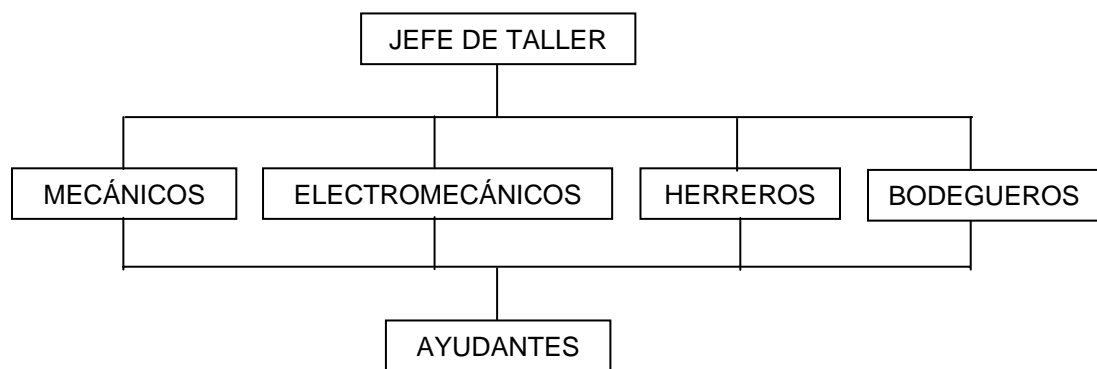 JEFE DE TALLER
MECÁNICOS
ELECTROMECÁNICOS
HERREROS
BODEGUEROS
AYUDANTES